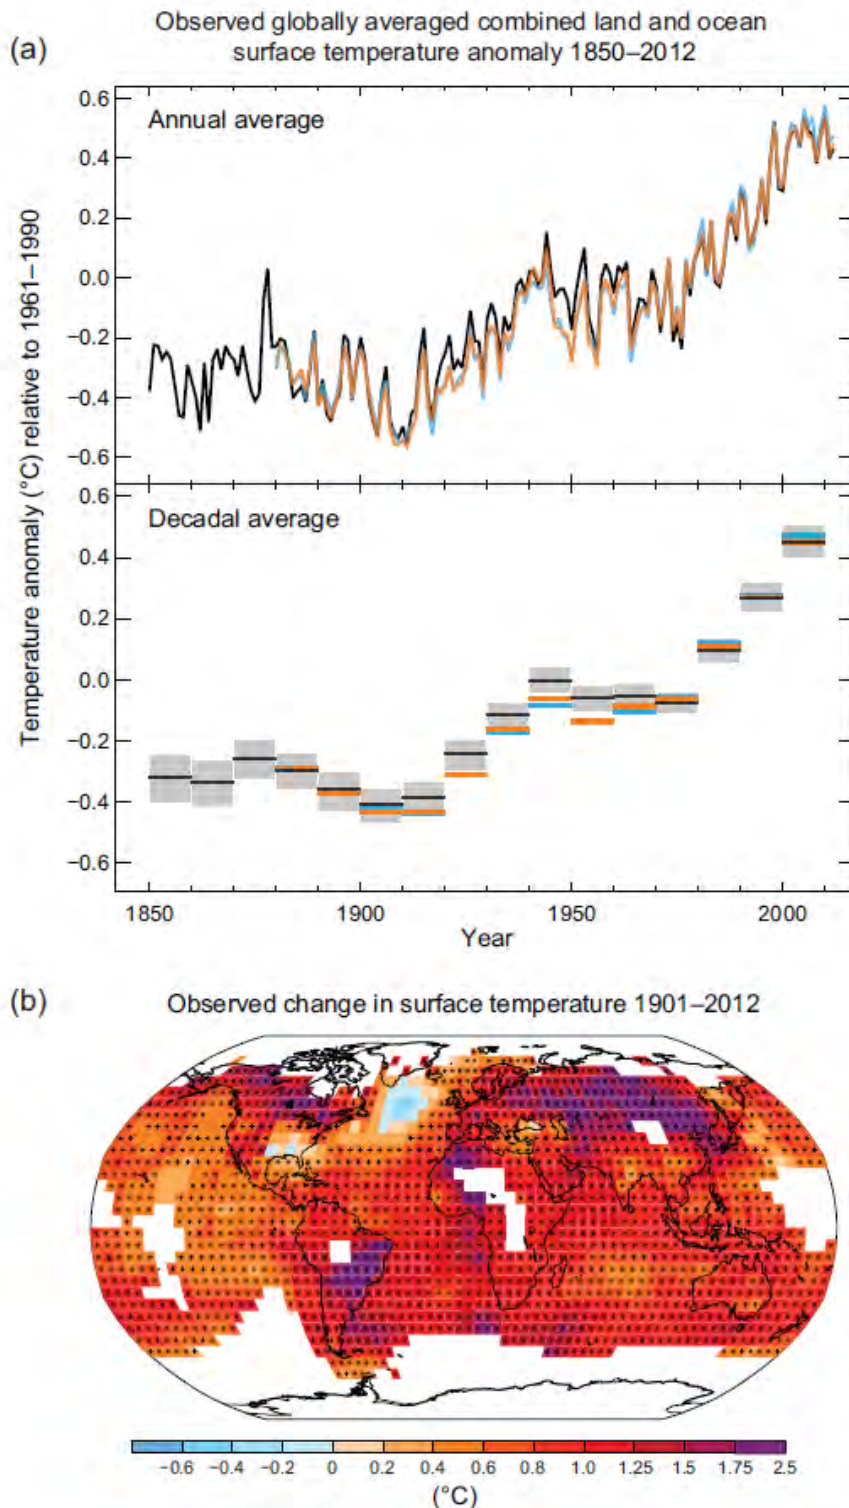 Observed globally averaged combined land and ocean
surface temperature anomaly 1850–2012
(a)
0.6
Annual average
0.4
0.2
0.0
−0.2
−0.4
−0.6
Temperature anomaly (°C) relative to 1961–1990
0.6
Decadal average
0.4
0.2
0.0
−0.2
−0.4
−0.6
1850 1900 1950 2000
Year
(b)
Observed change in surface temperature 1901–2012
−0.6 −0.4 −0.2 0 0.2 0.4 0.6 0.8 1.0 1.25 1.5 1.75 2.5
(°C)